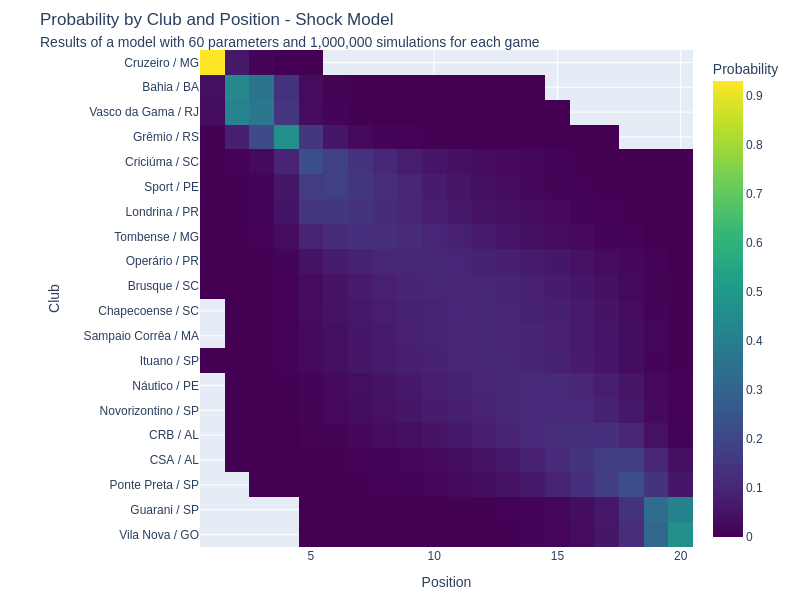 Probability by Club and Position - Shock Model
Results of a model with 60 parameters and 1,000,000 simulations for each game
Probability
Club
Cruzeiro / MG
Bahia / BA
Vasco da Gama / RJ
Grêmio / RS
Criciúma / SC
Sport / PE
Londrina / PR
Tombense / MG
Operário / PR
Brusque / SC
Chapecoense / SC
Sampaio Corrêa / MA
Ituano / SP
Náutico / PE
Novorizontino / SP
CRB / AL
CSA / AL
Ponte Preta / SP
Guarani / SP
Vila Nova / GO
0.9
0.8
0.7
0.6
0.5
0.4
0.3
0.2
0.1
0
5 10 15 20
Position